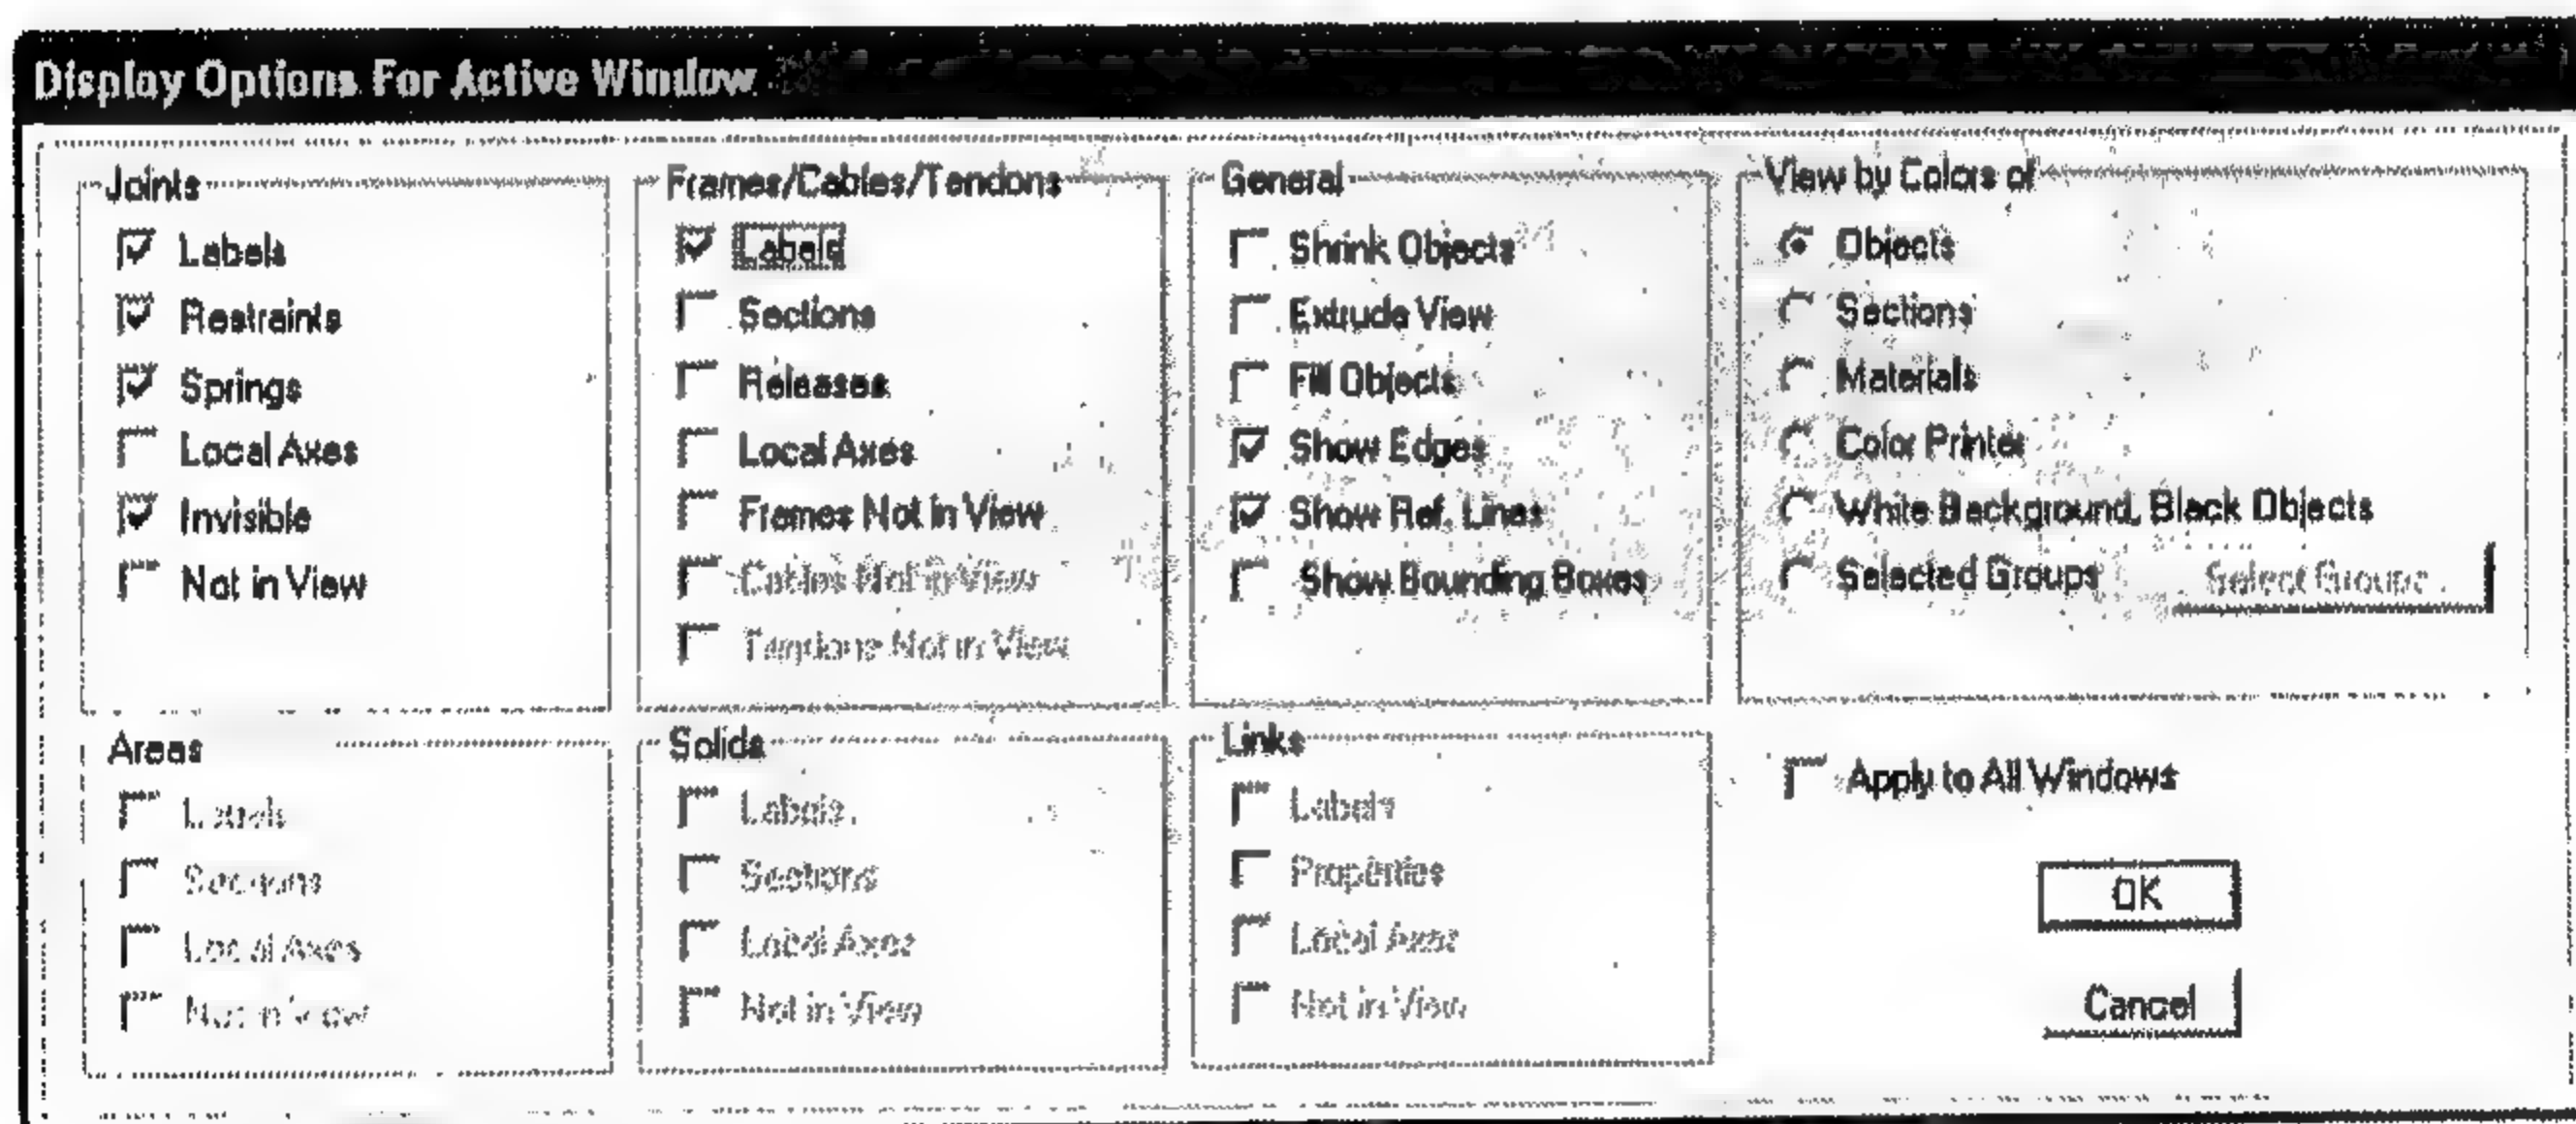 Display Options For Active Window
Joints
Labels
Restraints
Springs
Local Axes
Invisible
Not in View
Frames/Cables/Tendons
Labels
Sections
Releases
Local Axes
Frames Not in View
Cables Not in View
Tendons Not in View
General
Shrink Objects
Extrude View
Fill Objects
Show Edges
Show Ref. Lines
Show Bounding Boxes
View by Colors of
Objects
Sections
Materials
Color Printer
White Background, Black Objects
Selected Groups
Select Groups...
Areas
Labels
Sections
Local Axes
Not in View
Solids
Labels
Sections
Local Axes
Not in View
Links
Labels
Properties
Local Axes
Not in View
Apply to All Windows
OK
Cancel